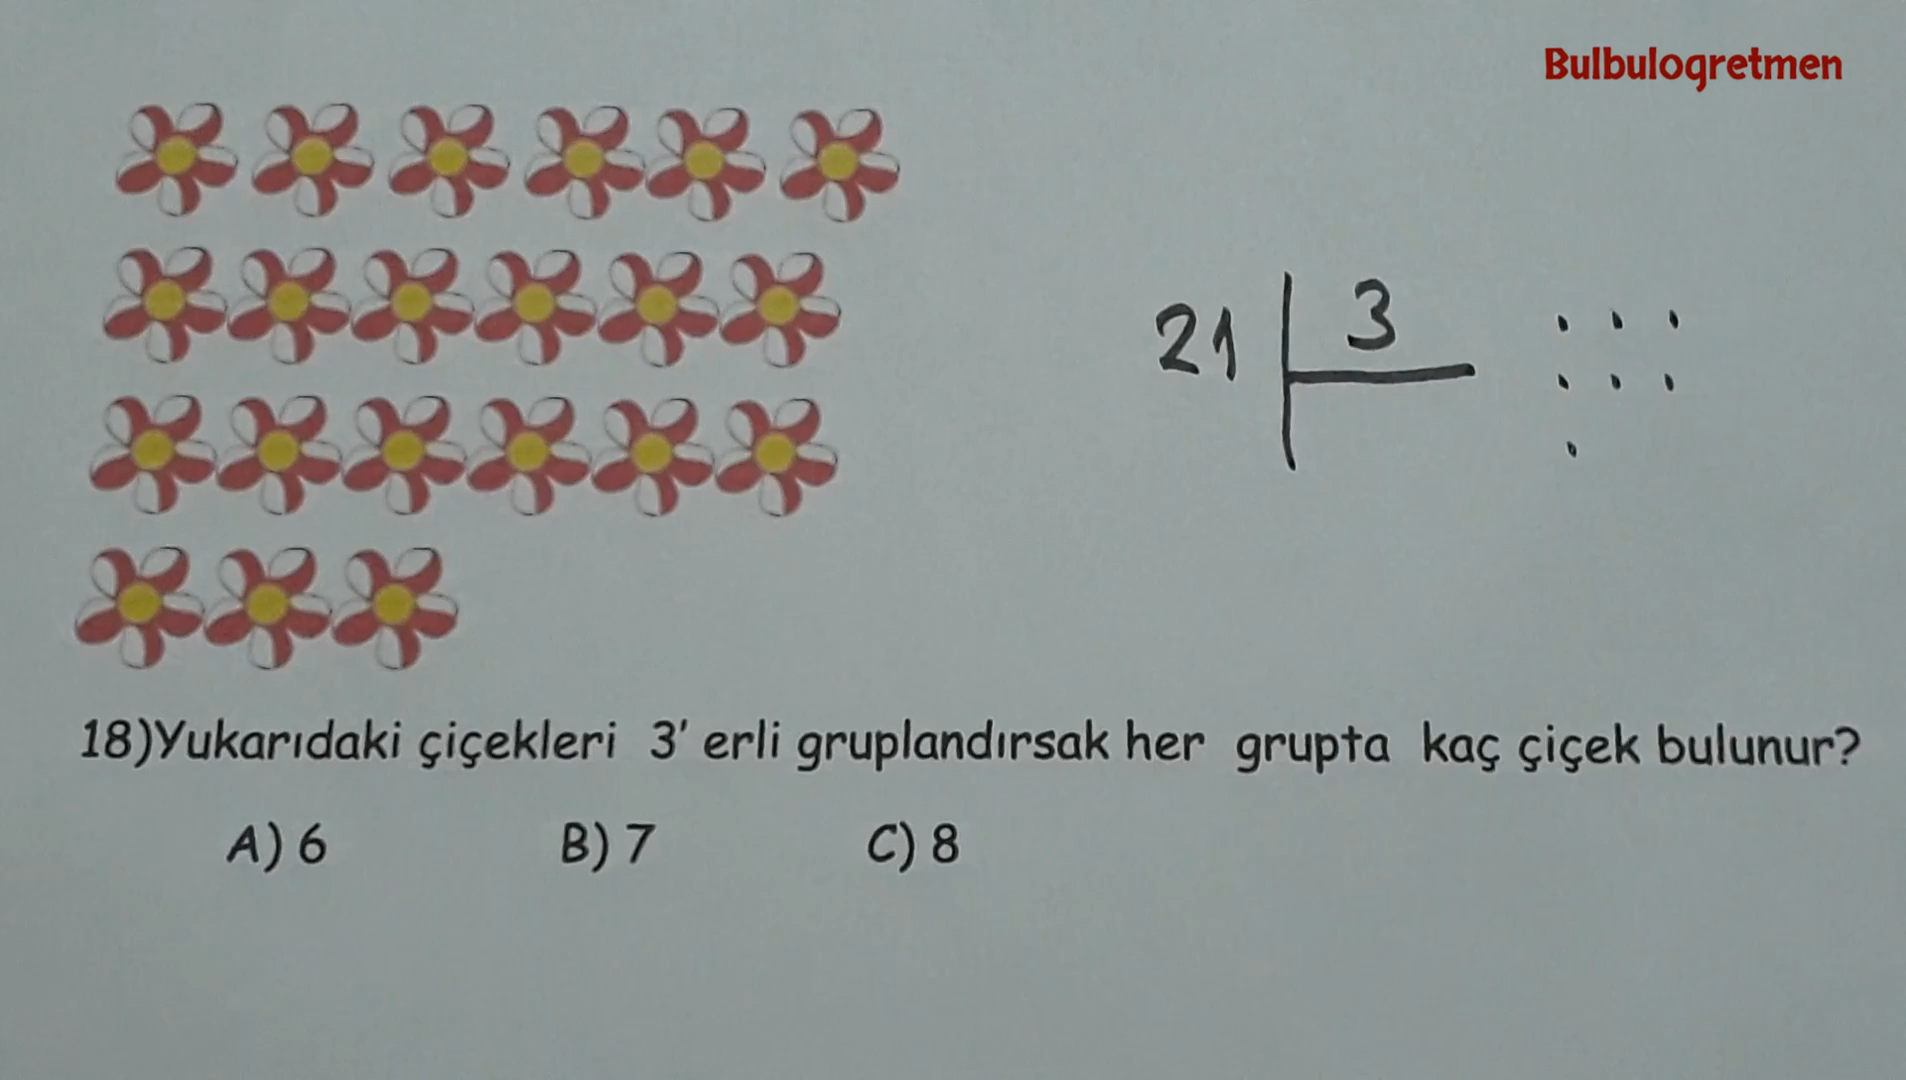 Bulbulogretmen
21 3
18)Yukarıdaki çiçekleri 3' erli gruplandırsak her grupta kaç çiçek bulunur?
A) 6 B) 7 C) 8